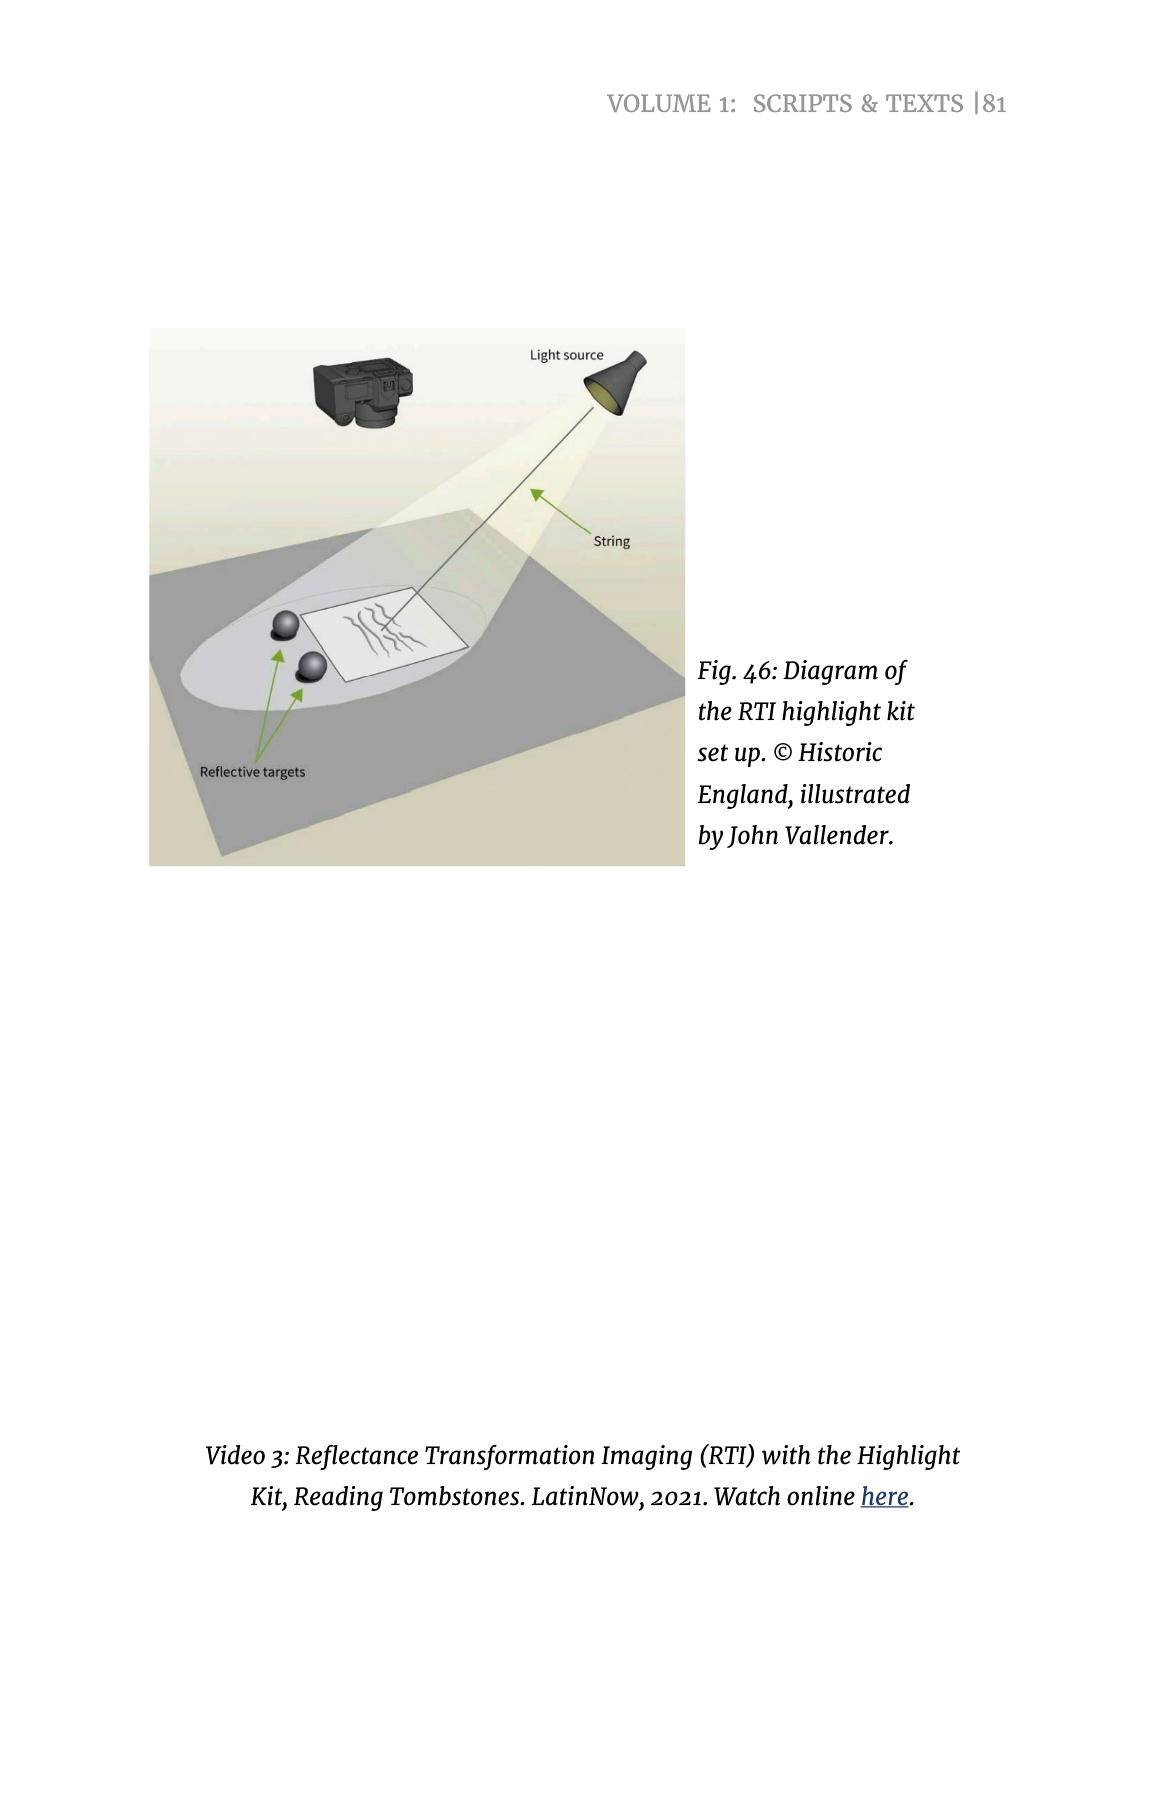 VOLUME 1: SCRIPTS & TEXTS |81
Light source
String
Reflective targets
Fig. 46: Diagram of
the RTI highlight kit
set up. © Historic
England, illustrated
by John Vallender.
Video 3: Reflectance Transformation Imaging (RTI) with the Highlight
Kit, Reading Tombstones. LatinNow, 2021. Watch online here.